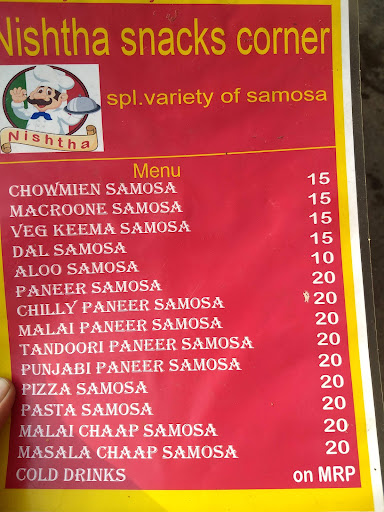 Nishtha snacks corner
Nishtha
spl.variety of samosa
Menu
CHOWMIEN SAMOSA 15
MACROONE SAMOSA 15
VEG KEEMA SAMOSA 15
DAL SAMOSA 15
ALOO SAMOSA 10
PANEER SAMOSA 20
CHILLY PANEER SAMOSA 20
MALAI PANEER SAMOSA 20
TANDOORI PANEER SAMOSA 20
PUNJABI PANEER SAMOSA 20
PIZZA SAMOSA 20
PASTA SAMOSA 20
MALAI CHAAP SAMOSA 20
MASALA CHAAP SAMOSA 20
COLD DRINKS on MRP